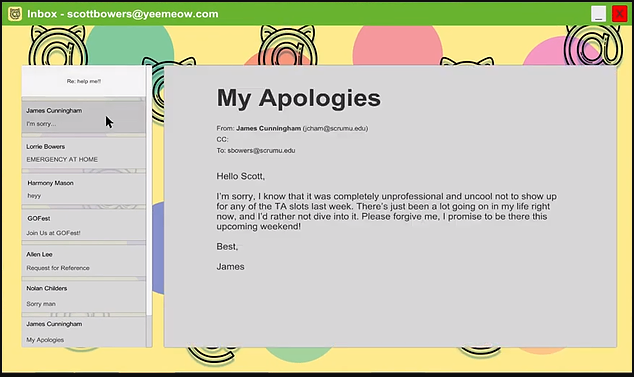 Inbox - scottbowers@yeemeow.com
_
X
Re: help me!!
James Cunningham
I'm sorry...
Lorrie Bowers
EMERGENCY AT HOME
Harmony Mason
heyy
GOFest
Join Us at GOFest!
Allen Lee
Request for Reference
Nolan Childers
Sorry man
James Cunningham
My Apologies
My Apologies
From: James Cunningham (jcham@scrumu.edu)
CC:
To: sbowers@scrumu.edu
Hello Scott,
I'm sorry, I know that it was completely unprofessional and uncool not to show up
for any of the TA slots last week. There's just been a lot going on in my life right
now, and I'd rather not dive into it. Please forgive me, I promise to be there this
upcoming weekend!
Best,
James